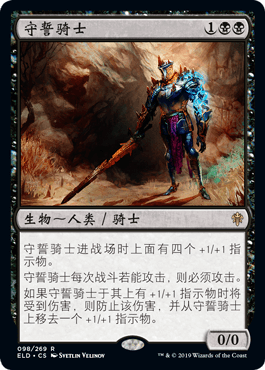 守誓骑士 1
生物～人类 / 骑士
守誓骑士进战场时上面有四个 +1/+1 指
示物。
守誓骑士每次战斗若能攻击，则必须攻击。
如果守誓骑士于其上有 +1/+1 指示物时将
受到伤害，则防止该伤害，并从守誓骑士
上移去一个 +1/+1 指示物。
0/0
098/269 R
ELD • CS SVETLIN VELINOV ™ & © 2019 Wizards of the Coast